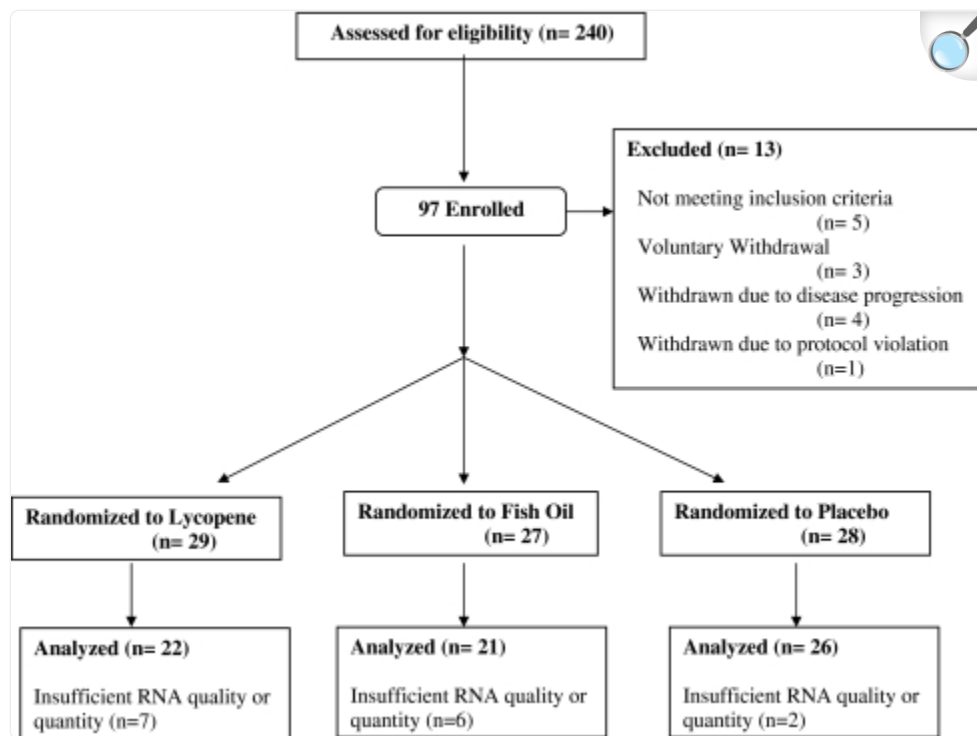 Assessed for eligibility (n= 240)
97 Enrolled
Excluded (n= 13)
Not meeting inclusion criteria
(n= 5)
Voluntary Withdrawal
(n= 3)
Withdrawn due to disease progression
(n= 4)
Withdrawn due to protocol violation
(n=1)
Randomized to Lycopene
(n= 29)
Randomized to Fish Oil
(n= 27)
Randomized to Placebo
(n= 28)
Analyzed (n= 22)
Insufficient RNA quality or
quantity (n=7)
Analyzed (n= 21)
Insufficient RNA quality or
quantity (n=6)
Analyzed (n= 26)
Insufficient RNA quality or
quantity (n=2)